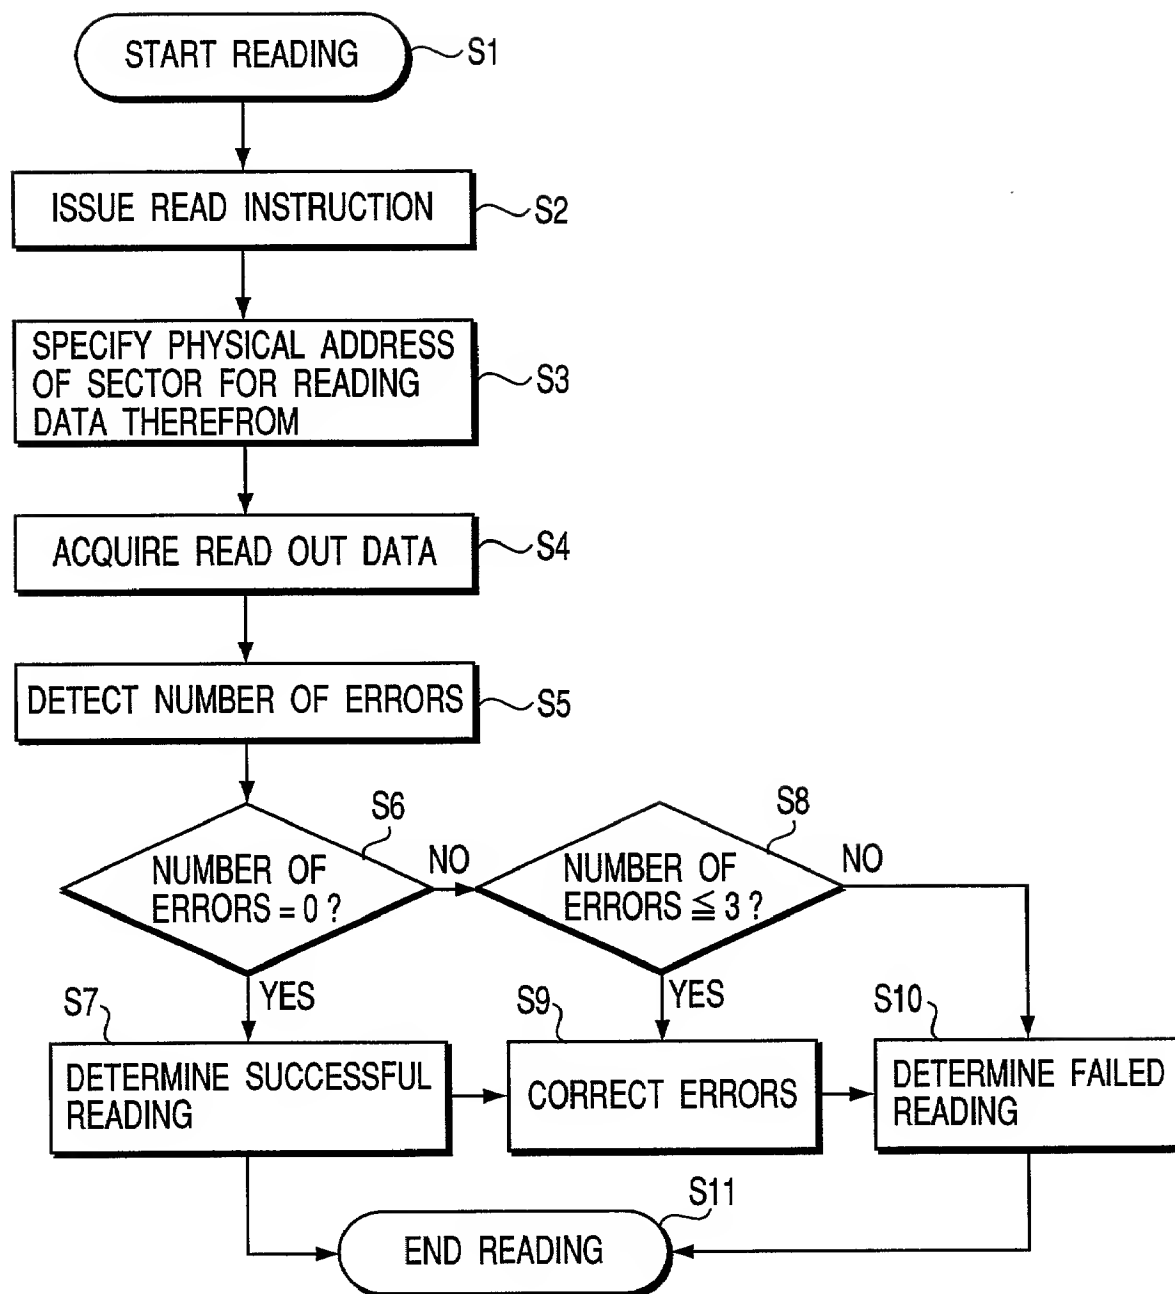 START READING
S1
ISSUE READ INSTRUCTION
S2
SPECIFY PHYSICAL ADDRESS
OF SECTOR FOR READING
DATA THEREFROM
S3
ACQUIRE READ OUT DATA
S4
DETECT NUMBER OF ERRORS
S5
S6
NUMBER OF
ERRORS = 0 ?
NO
YES
S8
NUMBER OF
ERRORS ≦ 3 ?
NO
YES
S7
DETERMINE SUCCESSFUL
READING
S9
CORRECT ERRORS
S10
DETERMINE FAILED
READING
S11
END READING